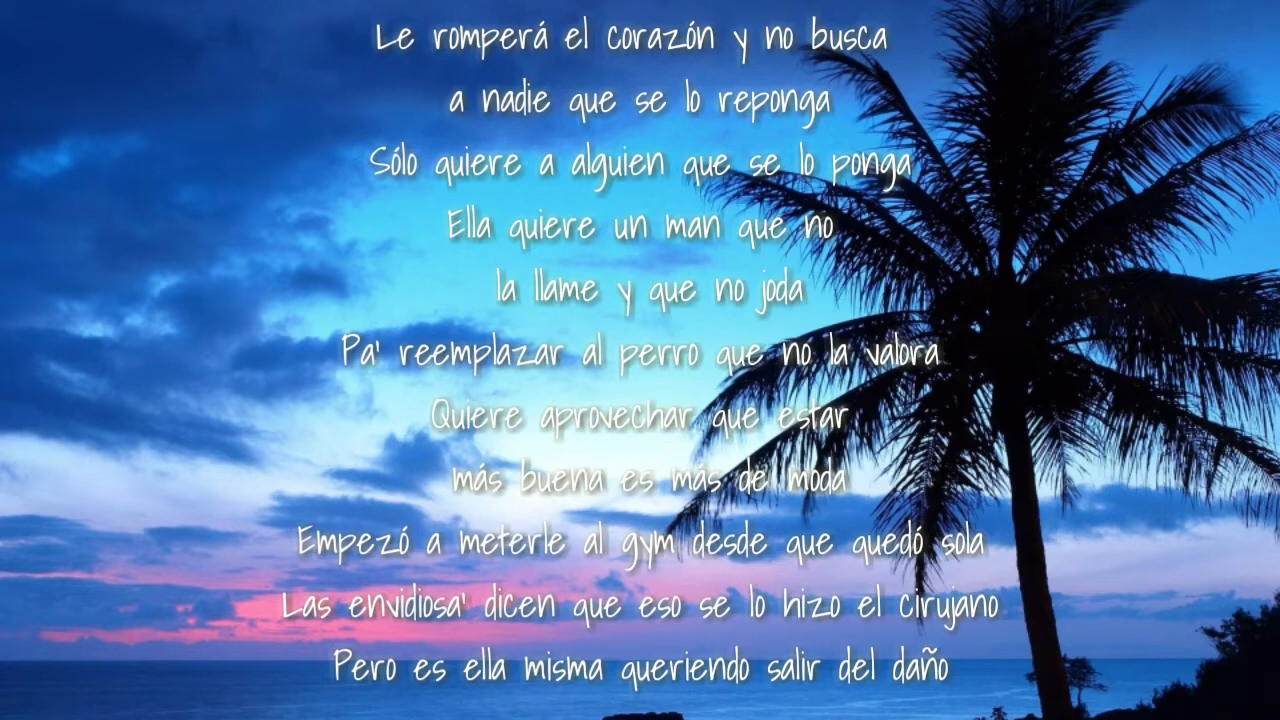 Le romperá el corazón y no busca
a nadie que se lo reponga
Sólo quiere a alguien que se lo ponga
Ella quiere un man que no
la llame y que no joda
Pa' reemplazar al perro que no la valora
Quiere aprovechar que estar
más buena es más de moda
Empezó a meterle al gym desde que quedó sola
Las envidiosa' dicen que eso se lo hizo el cirujano
Pero es ella misma queriendo salir del daño